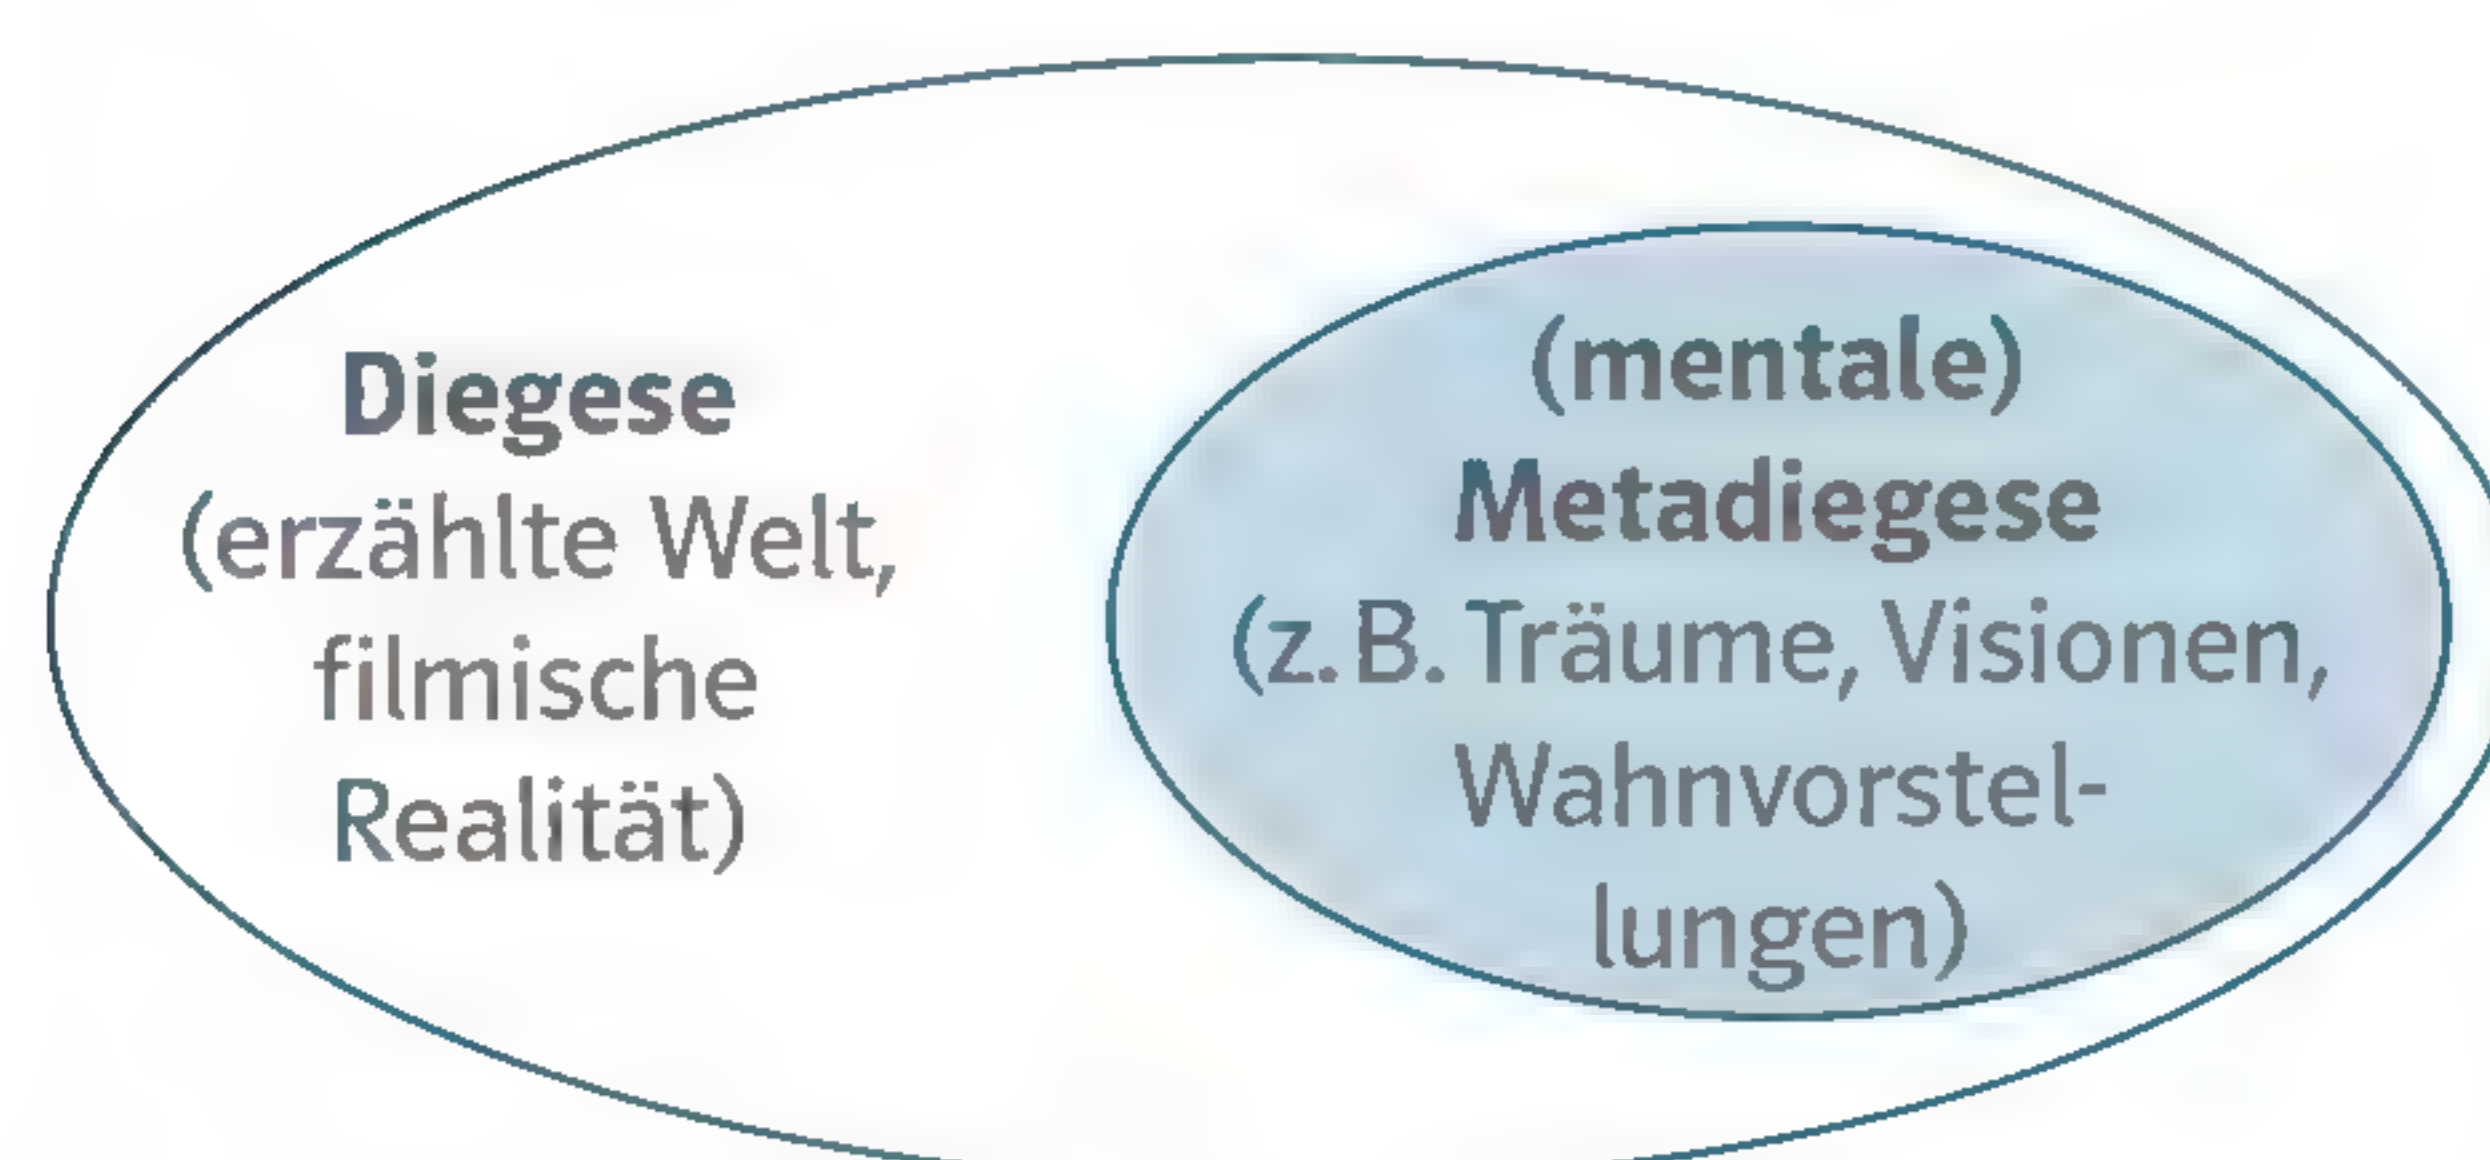 Diegese
(erzählte Welt,
filmische
Realität)
(mentale)
Metadiegese
(z. B. Träume, Visionen,
Wahnvorstel-
lungen)